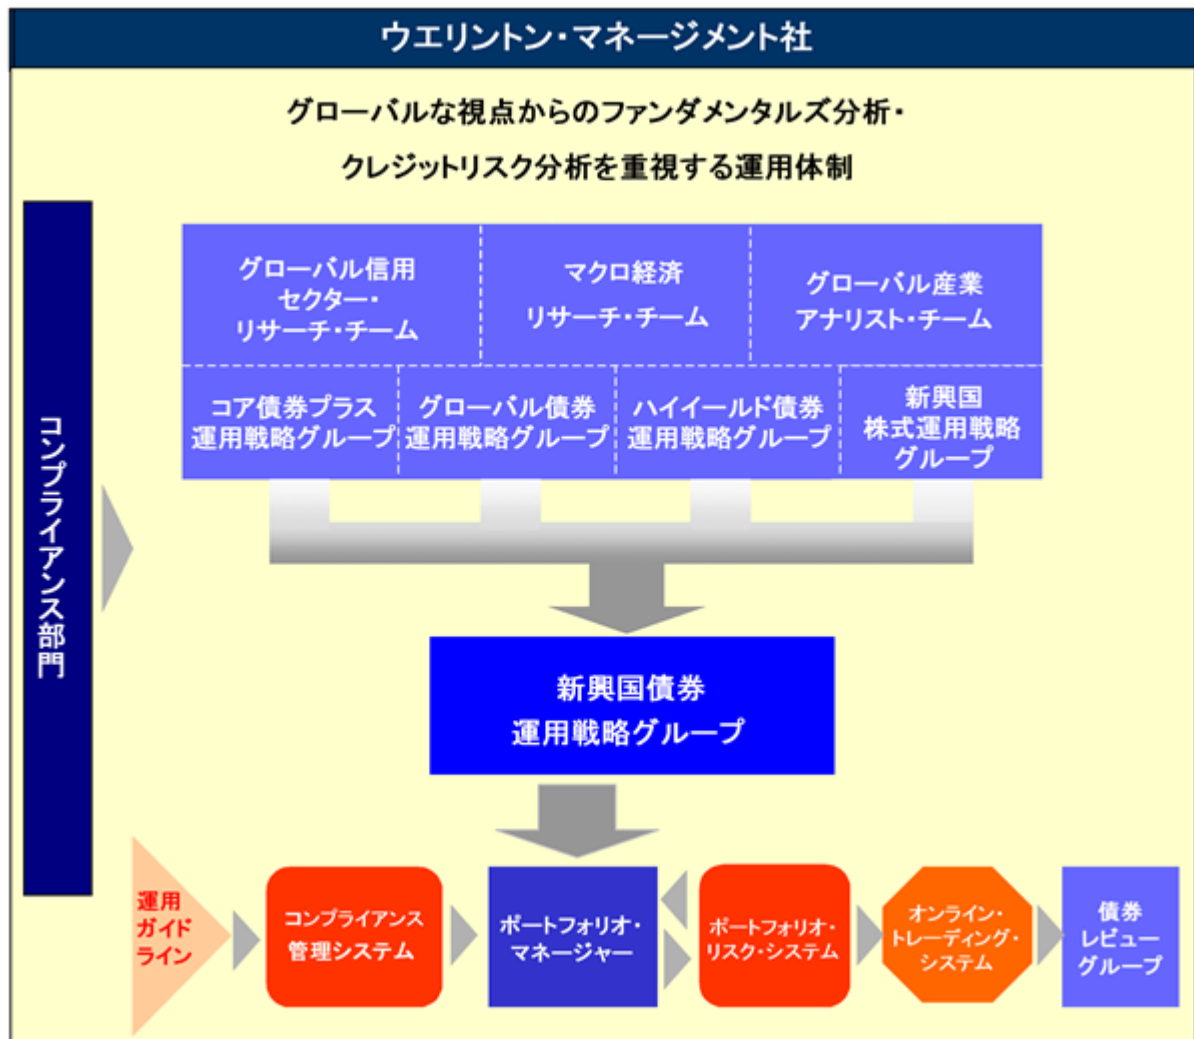 ウエリントン・マネージメント社
グローバルな視点からのファンダメンタルズ分析・
クレジットリスク分析を重視する運用体制
コンプライアンス部門
グローバル信用
セクター・
リサーチ・チーム
マクロ経済
リサーチ・チーム
グローバル産業
アナリスト・チーム
コア債券プラス
運用戦略グループ
グローバル債券
運用戦略グループ
ハイイールド債券
運用戦略グループ
新興国
株式運用戦略
グループ
新興国債券
運用戦略グループ
運用
ガイド
ライン
コンプライアンス
管理システム
ポートフォリオ・
マネージャー
ポートフォリオ・
リスク・システム
オンライン・
トレーディング・
システム
債券
レビュー
グループ